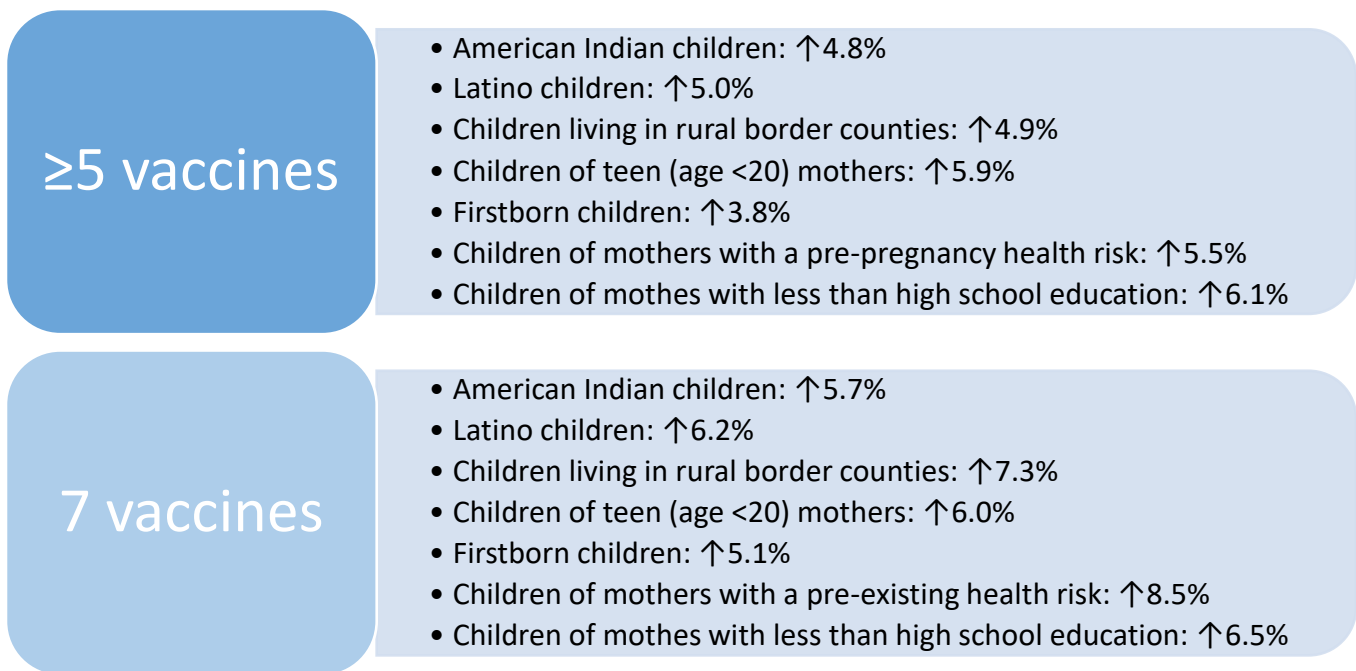 ≥5 vaccines
• American Indian children: ↑4.8%
• Latino children: ↑5.0%
• Children living in rural border counties: ↑4.9%
• Children of teen (age <20) mothers: ↑5.9%
• Firstborn children: ↑3.8%
• Children of mothers with a pre-pregnancy health risk: ↑5.5%
• Children of mothes with less than high school education: ↑6.1%
7 vaccines
• American Indian children: ↑5.7%
• Latino children: ↑6.2%
• Children living in rural border counties: ↑7.3%
• Children of teen (age <20) mothers: ↑6.0%
• Firstborn children: ↑5.1%
• Children of mothers with a pre-existing health risk: ↑8.5%
• Children of mothes with less than high school education: ↑6.5%